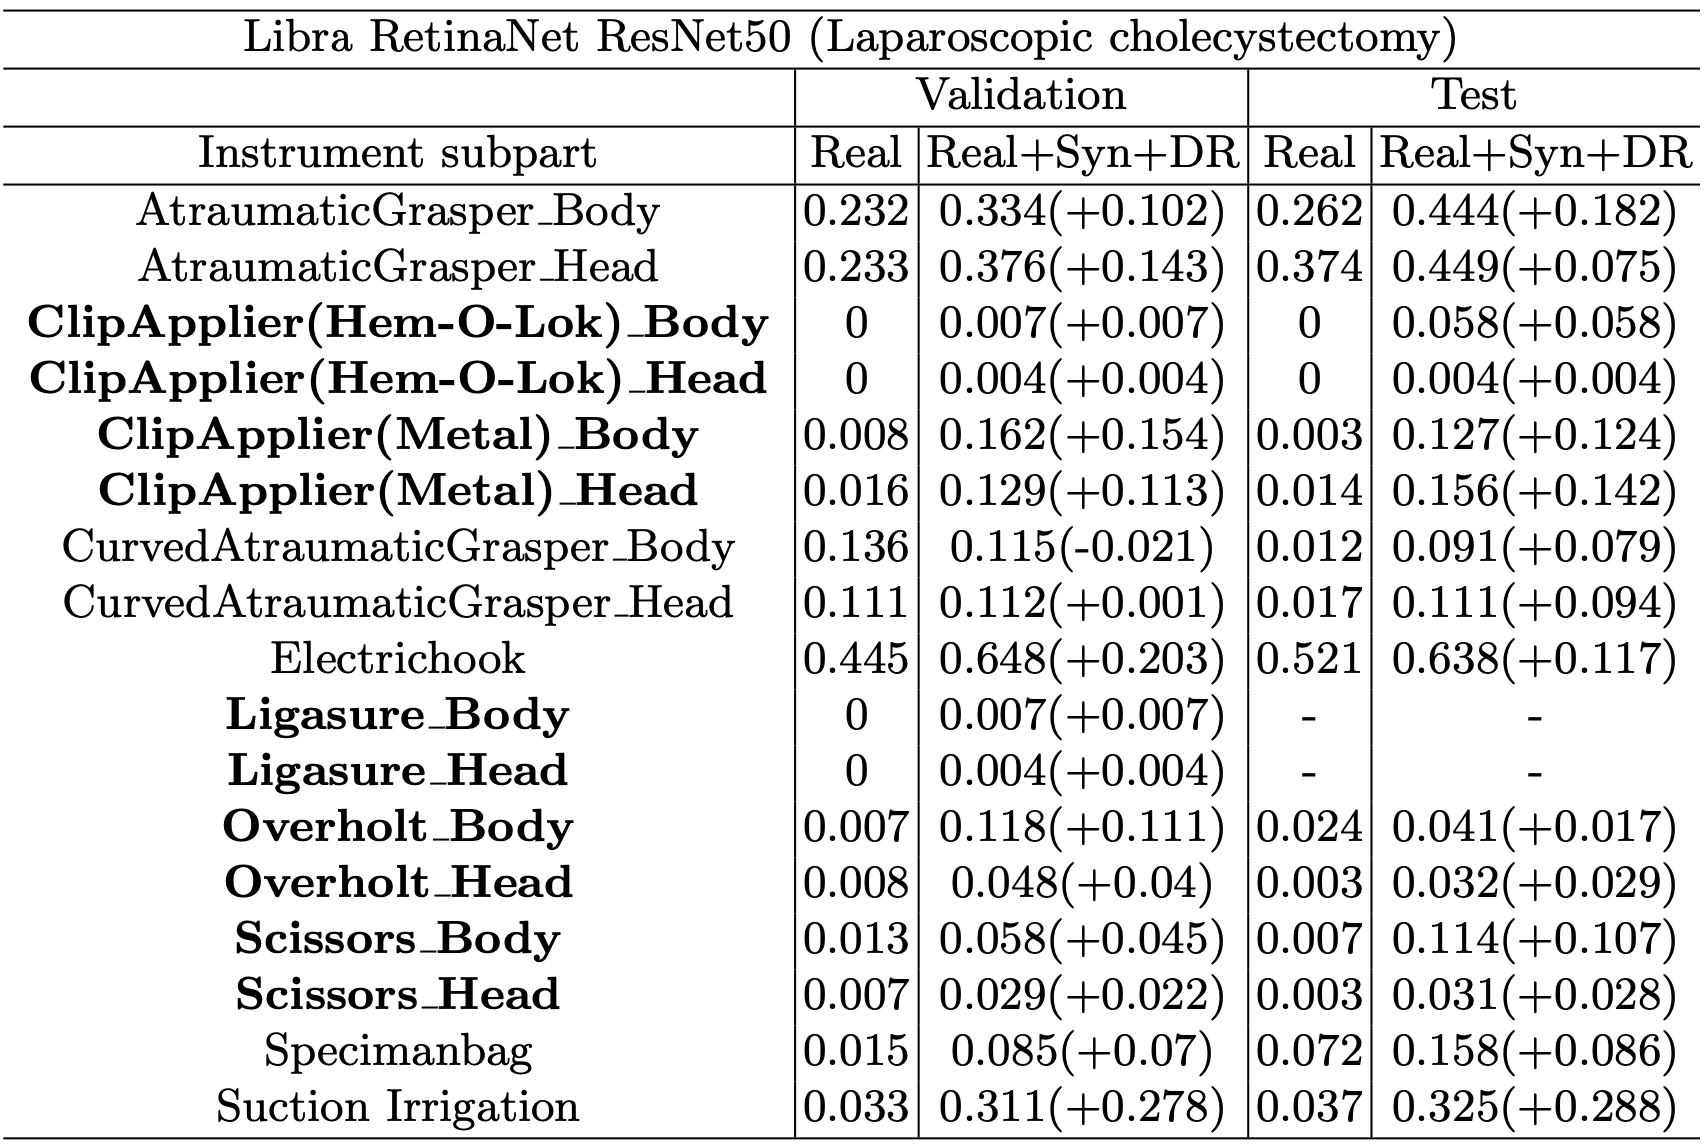 Libra RetinaNet ResNet50 (Laparoscopic cholecystectomy)
Validation Test
Instrument subpart Real Real+Syn+DR Real Real+Syn+DR
AtraumaticGrasper_Body 0.232 0.334(+0.102) 0.262 0.444(+0.182)
AtraumaticGrasper_Head 0.233 0.376(+0.143) 0.374 0.449(+0.075)
ClipApplier(Hem-O-Lok)_Body 0 0.007(+0.007) 0 0.058(+0.058)
ClipApplier(Hem-O-Lok)_Head 0 0.004(+0.004) 0 0.004(+0.004)
ClipApplier(Metal)_Body 0.008 0.162(+0.154) 0.003 0.127(+0.124)
ClipApplier(Metal)_Head 0.016 0.129(+0.113) 0.014 0.156(+0.142)
CurvedAtraumaticGrasper_Body 0.136 0.115(-0.021) 0.012 0.091(+0.079)
CurvedAtraumaticGrasper_Head 0.111 0.112(+0.001) 0.017 0.111(+0.094)
Electrichook 0.445 0.648(+0.203) 0.521 0.638(+0.117)
Ligasure_Body 0 0.007(+0.007) - -
Ligasure_Head 0 0.004(+0.004) - -
Overholt_Body 0.007 0.118(+0.111) 0.024 0.041(+0.017)
Overholt_Head 0.008 0.048(+0.04) 0.003 0.032(+0.029)
Scissors_Body 0.013 0.058(+0.045) 0.007 0.114(+0.107)
Scissors_Head 0.007 0.029(+0.022) 0.003 0.031(+0.028)
Specimanbag 0.015 0.085(+0.07) 0.072 0.158(+0.086)
Suction Irrigation 0.033 0.311(+0.278) 0.037 0.325(+0.288)